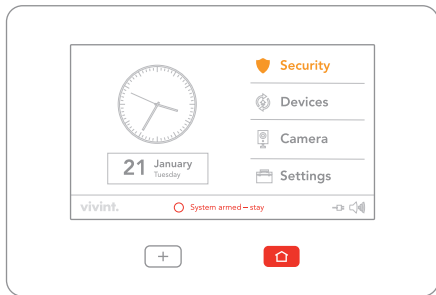 Security
Devices
Camera
Settings
21 January
Tuesday
vivint.
System armed – stay